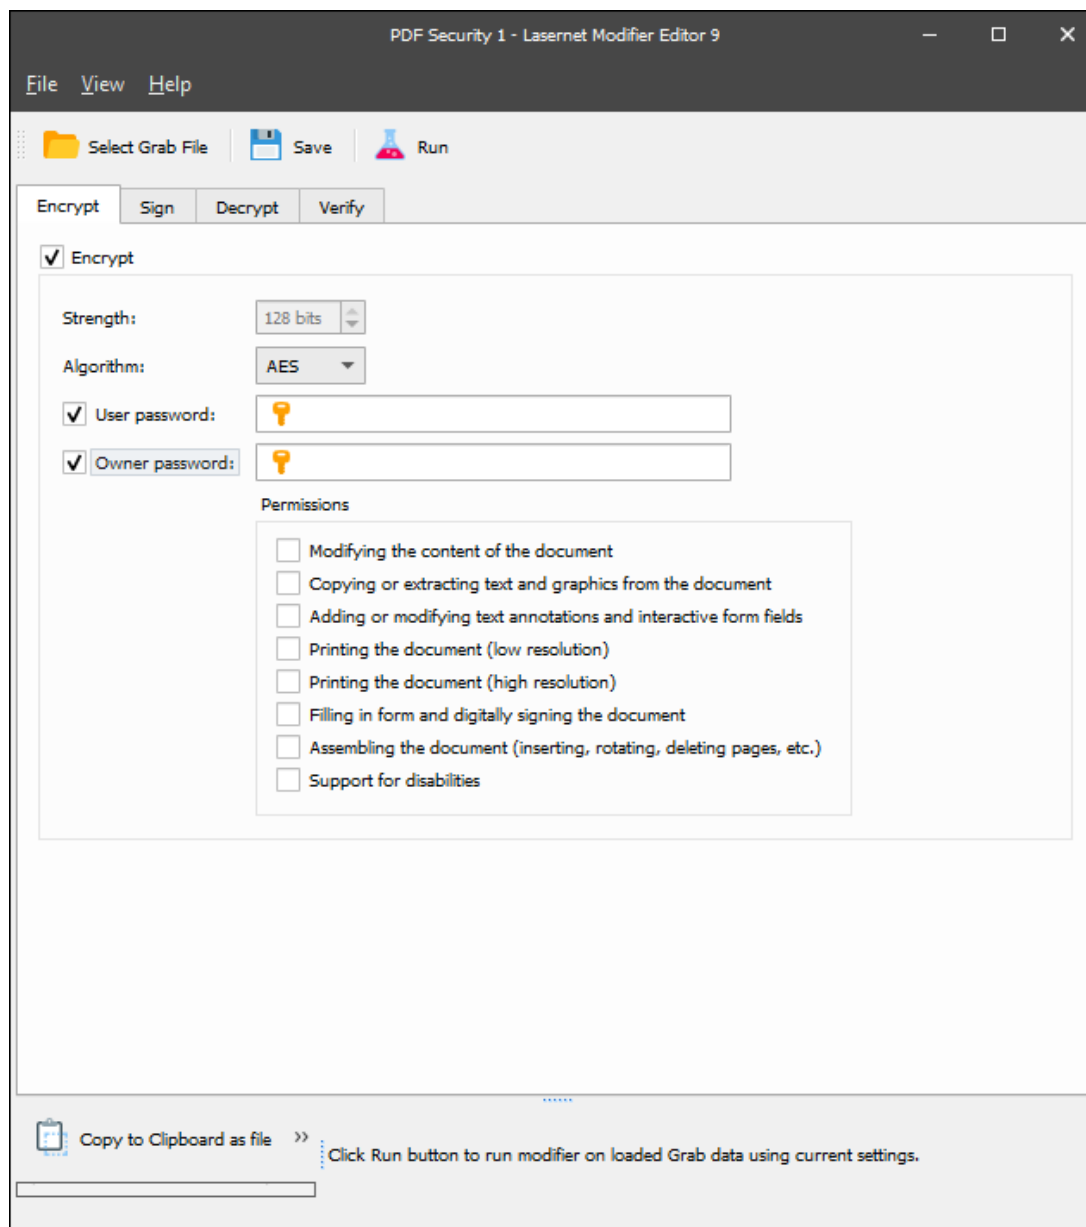 PDF Security 1 - Lasernet Modifier Editor 9
File View Help
Select Grab File Save Run
Encrypt Sign Decrypt Verify
Encrypt
Strength: 128 bits
Algorithm: AES
User password:
Owner password:
Permissions
Modifying the content of the document
Copying or extracting text and graphics from the document
Adding or modifying text annotations and interactive form fields
Printing the document (low resolution)
Printing the document (high resolution)
Filling in form and digitally signing the document
Assembling the document (inserting, rotating, deleting pages, etc.)
Support for disabilities
Copy to Clipboard as file »
Click Run button to run modifier on loaded Grab data using current settings.